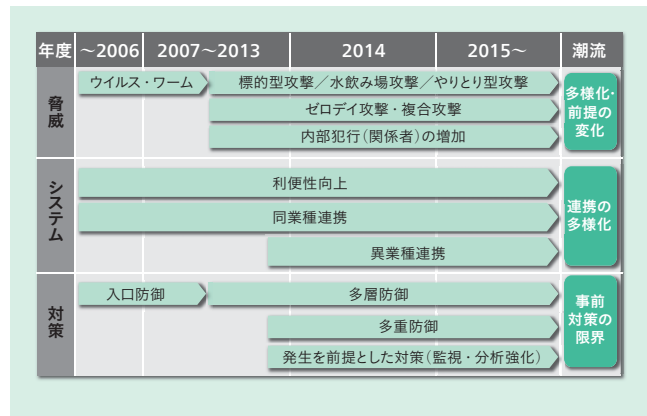 年度 ～2006 2007～2013 2014 2015～ 潮流
脅威
ウイルス・ワーム
標的型攻撃／水飲み場攻撃／やりとり型攻撃
ゼロデイ攻撃・複合攻撃
内部犯行（関係者）の増加
多様化・
前提の
変化
システム
利便性向上
同業種連携
異業種連携
連携の
多様化
対策
入口防御
多層防御
多重防御
発生を前提とした対策（監視・分析強化）
事前
対策の
限界